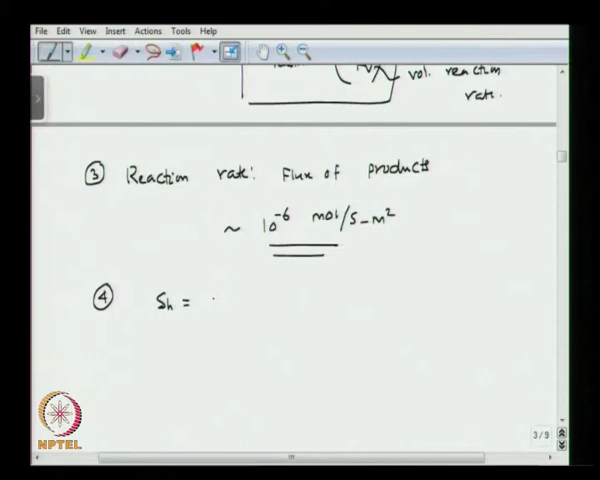 File Edit View Insert Actions Tools Help
vol. reaction
rate.
③ Reaction rate: Flux of products
~ 10⁻⁶ mol/s-m²
④ Sh =
NPTEL
3/9